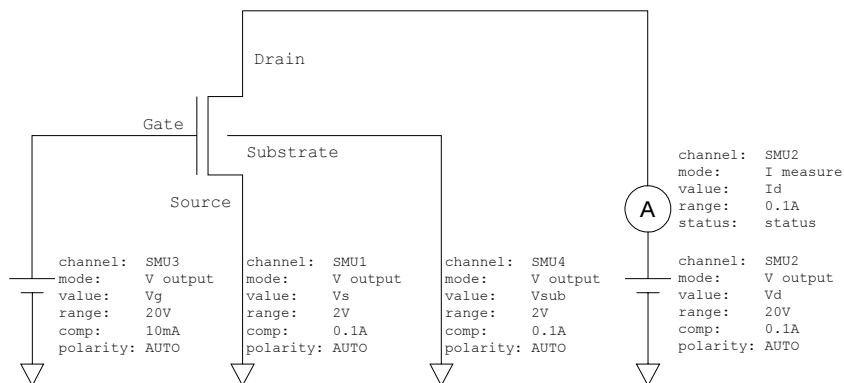 Drain
Gate
Substrate
Source
channel: SMU2
mode: I measure
value: Id
range: 0.1A
status: status
A
channel: SMU3
mode: V output
value: Vg
range: 20V
comp: 10mA
polarity: AUTO
channel: SMU1
mode: V output
value: Vs
range: 2V
comp: 0.1A
polarity: AUTO
channel: SMU4
mode: V output
value: Vsub
range: 2V
comp: 0.1A
polarity: AUTO
channel: SMU2
mode: V output
value: Vd
range: 20V
comp: 0.1A
polarity: AUTO